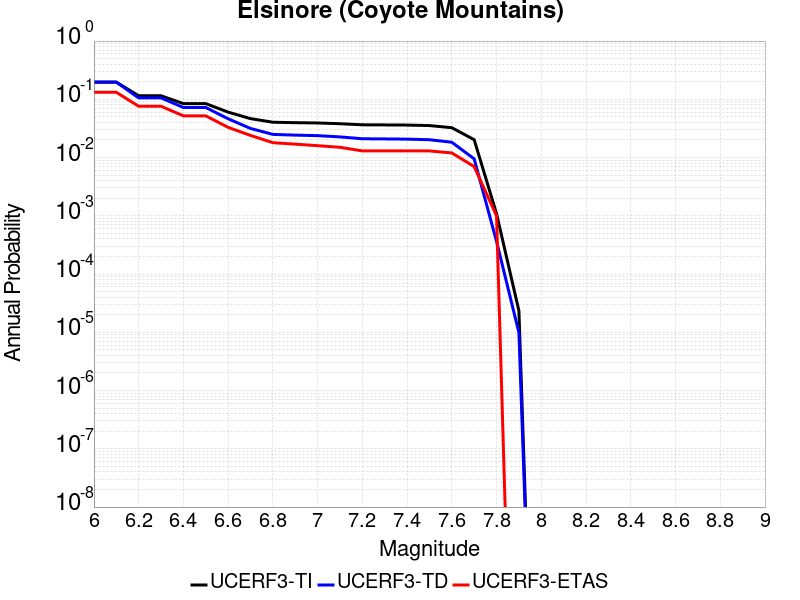 Elsinore (Coyote Mountains)
10^0
10^-1
10^-2
10^-3
10^-4
10^-5
10^-6
10^-7
10^-8
Annual Probability
6 6.2 6.4 6.6 6.8 7 7.2 7.4 7.6 7.8 8 8.2 8.4 8.6 8.8 9
Magnitude
UCERF3-TI UCERF3-TD UCERF3-ETAS